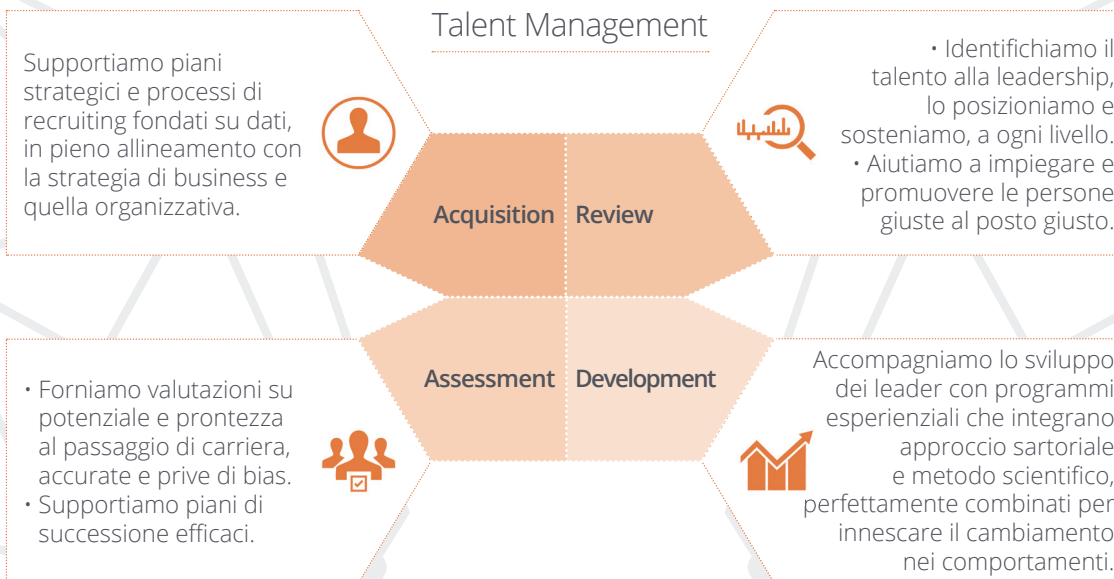 Talent Management
Supportiamo piani
strategici e processi di
recruiting fondati su dati,
in pieno allineamento con
la strategia di business e
quella organizzativa.
• Identifichiamo il
talento alla leadership,
lo posizioniamo e
sosteniamo, a ogni livello.
• Aiutiamo a impiegare e
promuovere le persone
giuste al posto giusto.
Acquisition
Review
Assessment
Development
• Forniamo valutazioni su
potenziale e prontezza
al passaggio di carriera,
accurate e prive di bias.
• Supportiamo piani di
successione efficaci.
Accompagniamo lo sviluppo
dei leader con programmi
esperienziali che integrano
approccio sartoriale
e metodo scientifico,
perfettamente combinati per
innescare il cambiamento
nei comportamenti.